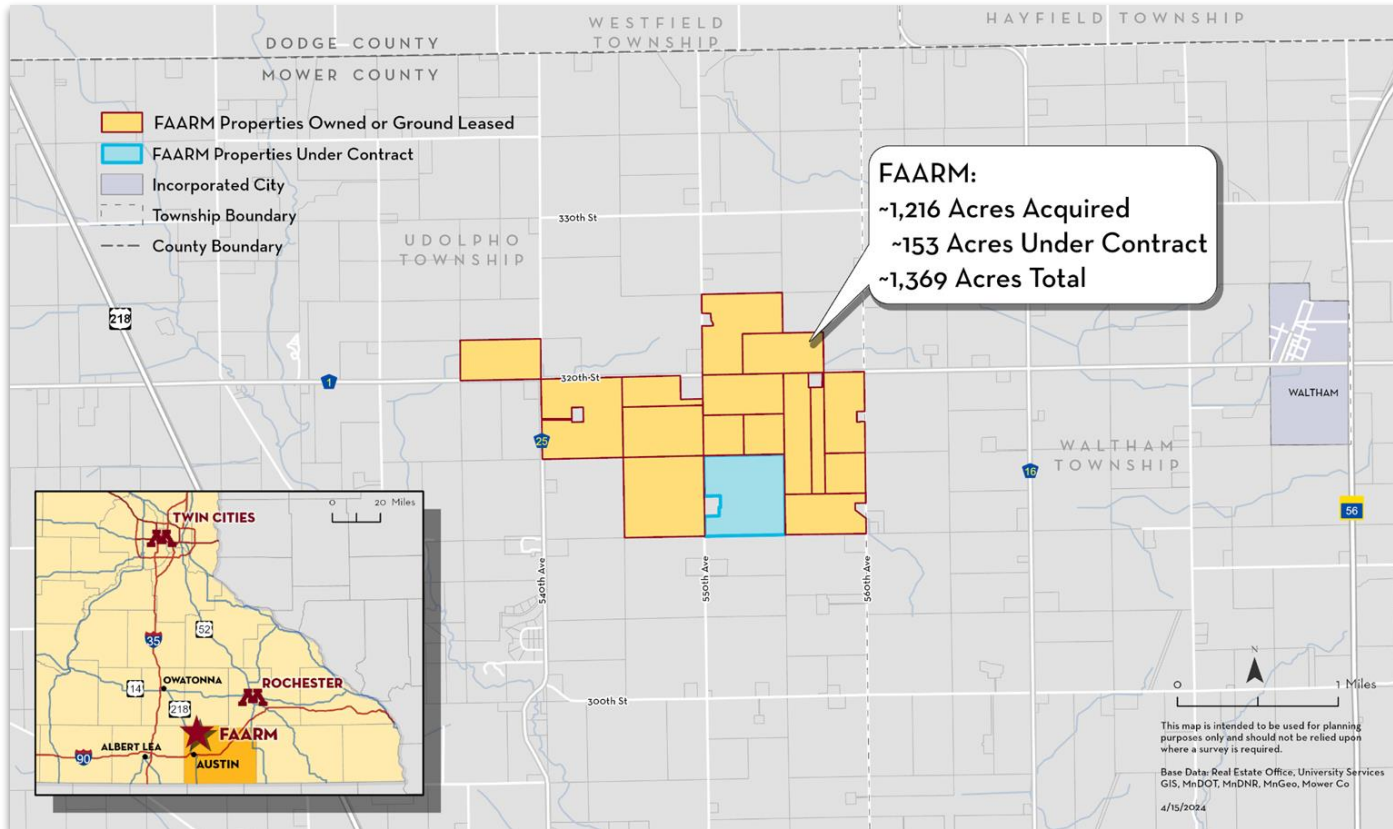 WESTFIELD
TOWNSHIP
HAYFIELD TOWNSHIP
DODGE COUNTY
MOWER COUNTY
FAARM Properties Owned or Ground Leased
FAARM Properties Under Contract
Incorporated City
Township Boundary
County Boundary
FAARM:
~1,216 Acres Acquired
~153 Acres Under Contract
~1,369 Acres Total
330th St
UDOLPHO
TOWNSHIP
218
1
320th St
25
WALTHAM
WALTHAM
TOWNSHIP
16
56
540th Ave
550th Ave
560th Ave
300th St
0 20 Miles
M
TWIN CITIES
52
35
OWATONNA
14
M
ROCHESTER
218
FAARM
ALBERT LEA
90
AUSTIN
N
0 1 Miles
This map is intended to be used for planning
purposes only and should not be relied upon
where a survey is required.
Base Data: Real Estate Office, University Services
GIS, MnDOT, MnDNR, MnGeo, Mower Co
4/15/2024